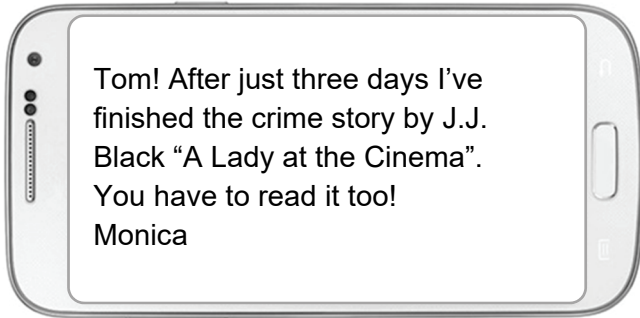 Tom! After just three days I’ve
finished the crime story by J.J.
Black “A Lady at the Cinema”.
You have to read it too!
Monica